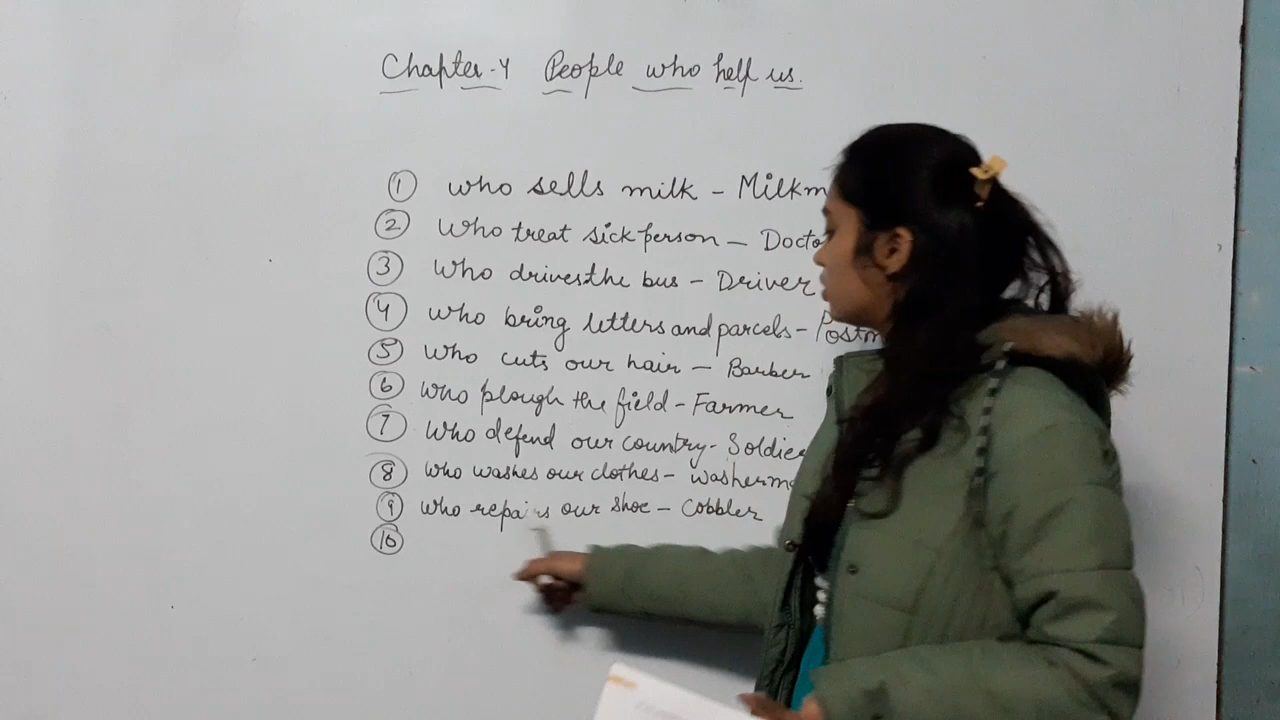 Chapter-4 People who help us.
① who sells milk - Milkm
② Who treat sick person - Docto
③ Who drives the bus - Driver
④ who bring letters and parcels - Postm
⑤ Who cuts our hair - Barber
⑥ who plough the field - Farmer
⑦ Who defend our country - Soldie
⑧ who washes our clothes - washerma
⑨ who repairs our shoe - Cobbler
⑩